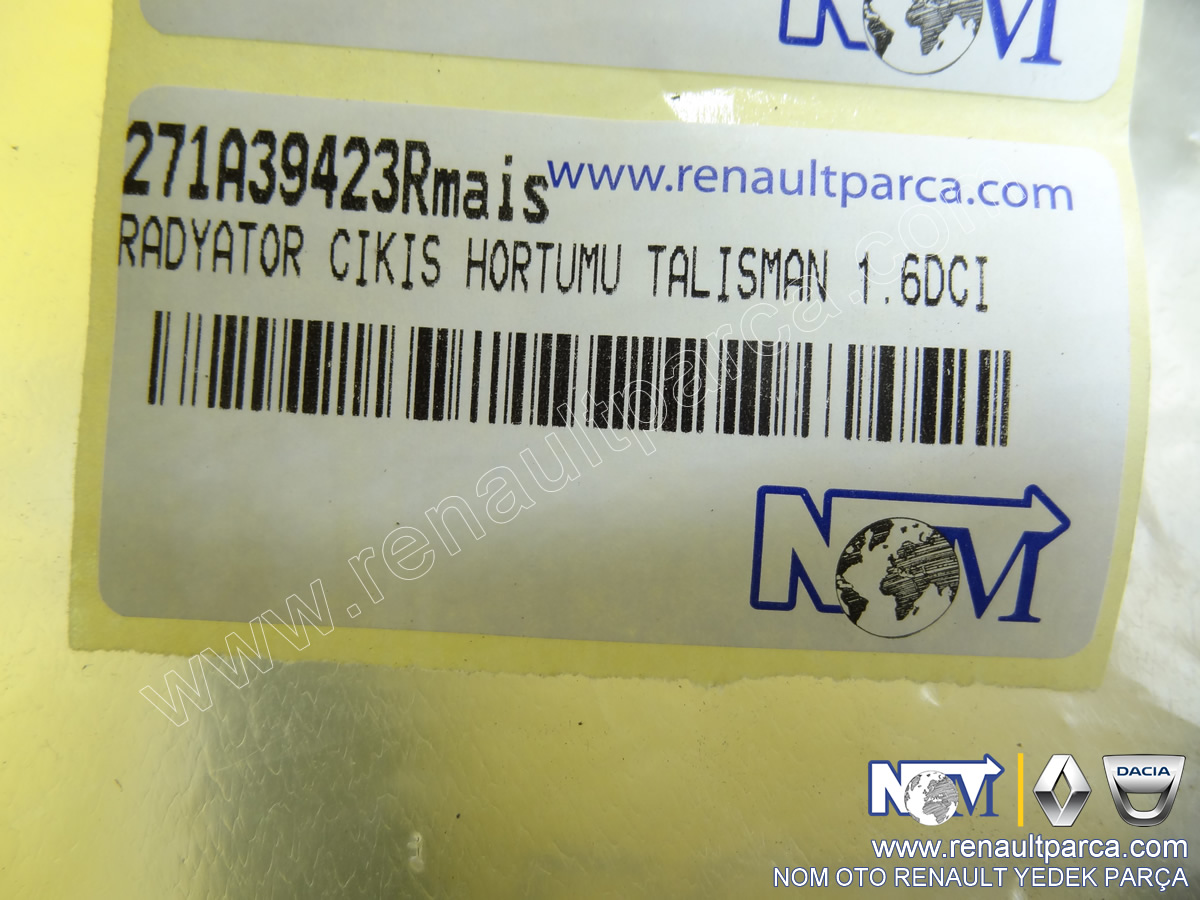 NOM
271A39423Rmais
www.renaultparca.com
RADYATOR CIKIS HORTUMU TALISMAN 1.6DCI
NOM
www.renaultparca.com
NOM
DACIA
www.renaultparca.com
NOM OTO RENAULT YEDEK PARÇA